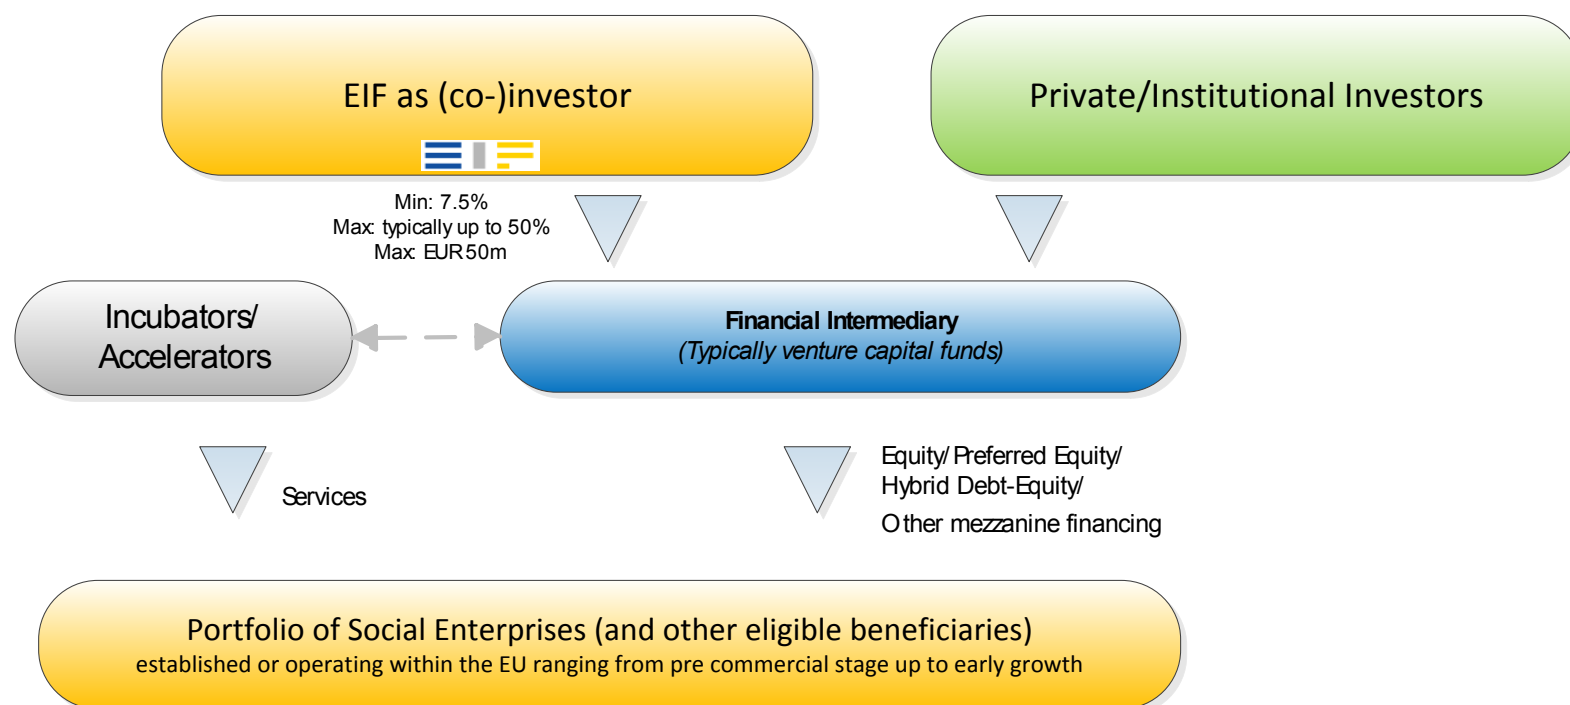 EIF as (co-)investor
Private/Institutional Investors
EIF
Min: 7.5%
Max: typically up to 50%
Max: EUR 50m
Incubators/
Accelerators
Financial Intermediary
(Typically venture capital funds)
Services
Equity/ Preferred Equity/
Hybrid Debt-Equity/
Other mezzanine financing
Portfolio of Social Enterprises (and other eligible beneficiaries)
established or operating within the EU ranging from pre commercial stage up to early growth